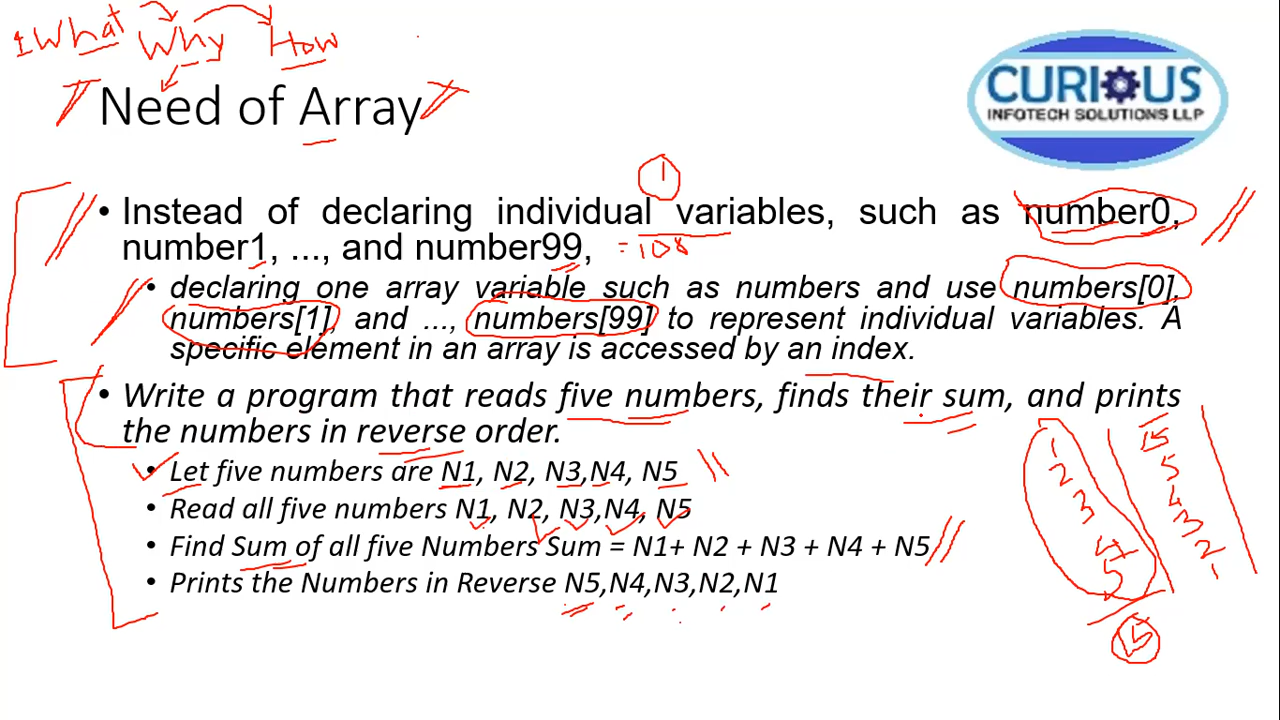 1 What Why How
Need of Array
CURIOUS
INFOTECH SOLUTIONS LLP
1
• Instead of declaring individual variables, such as number0,
number1, ..., and number99,
• declaring one array variable such as numbers and use numbers[0],
numbers[1], and ..., numbers[99] to represent individual variables. A
specific element in an array is accessed by an index.
• Write a program that reads five numbers, finds their sum, and prints
the numbers in reverse order.
• Let five numbers are N1, N2, N3,N4, N5
• Read all five numbers N1, N2, N3,N4, N5
• Find Sum of all five Numbers Sum = N1+ N2 + N3 + N4 + N5
• Prints the Numbers in Reverse N5,N4,N3,N2,N1
1
2
3
4
5
15
15
5
4
3
2
1